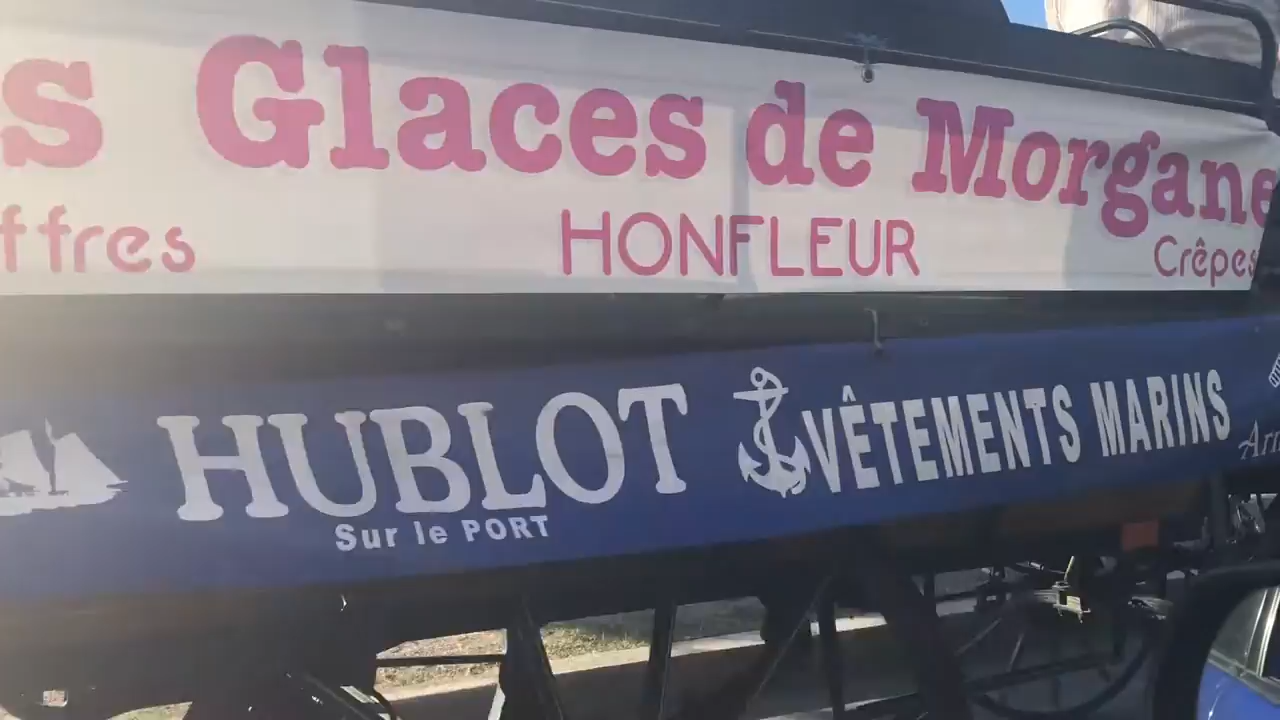 s Glaces de Morgane
ffres
HONFLEUR
Crêpes
HUBLOT
Sur le PORT
VÊTEMENTS MARINS